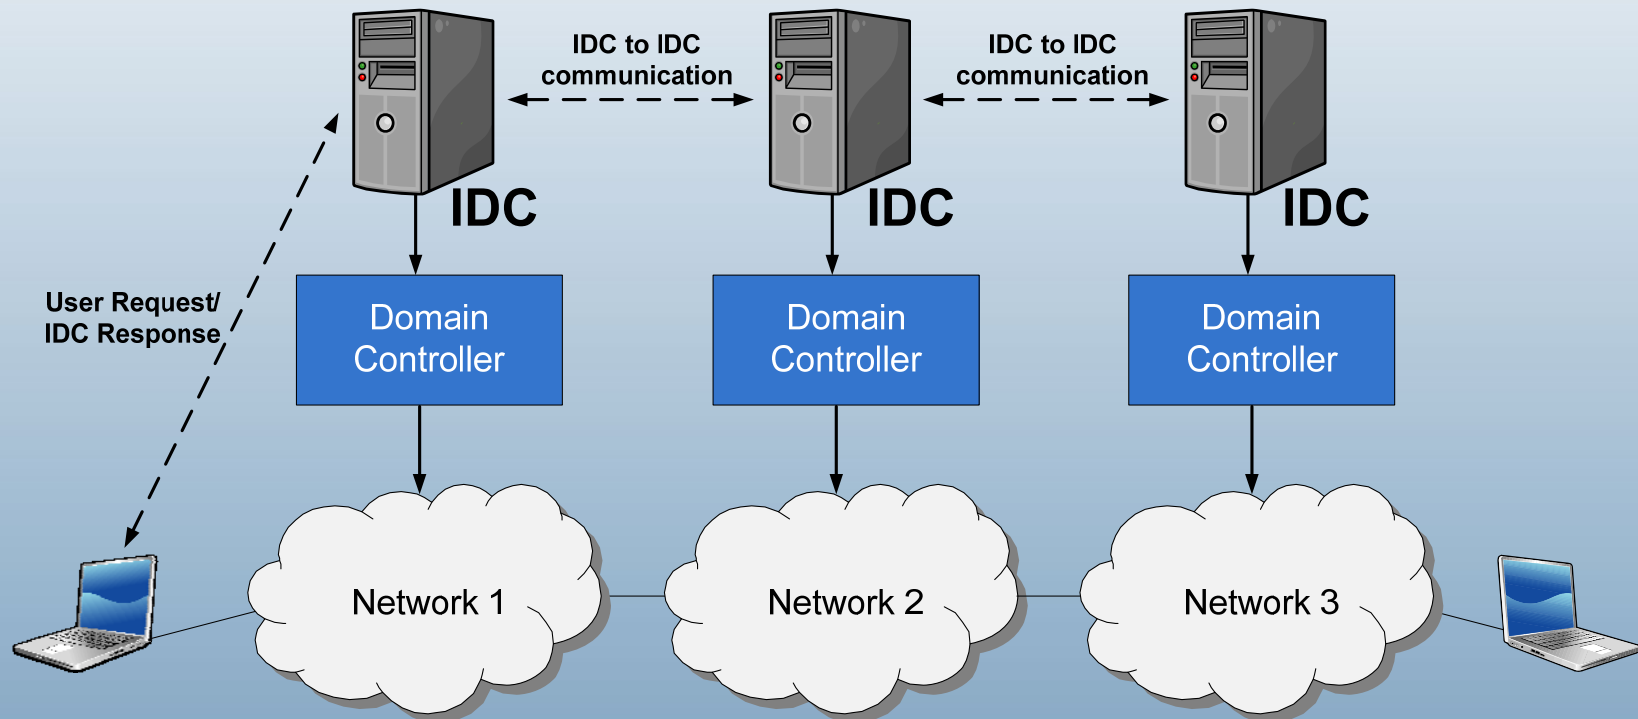 IDC to IDC
communication
IDC to IDC
communication
IDC
IDC
IDC
User Request/
IDC Response
Domain
Controller
Domain
Controller
Domain
Controller
Network 1
Network 2
Network 3